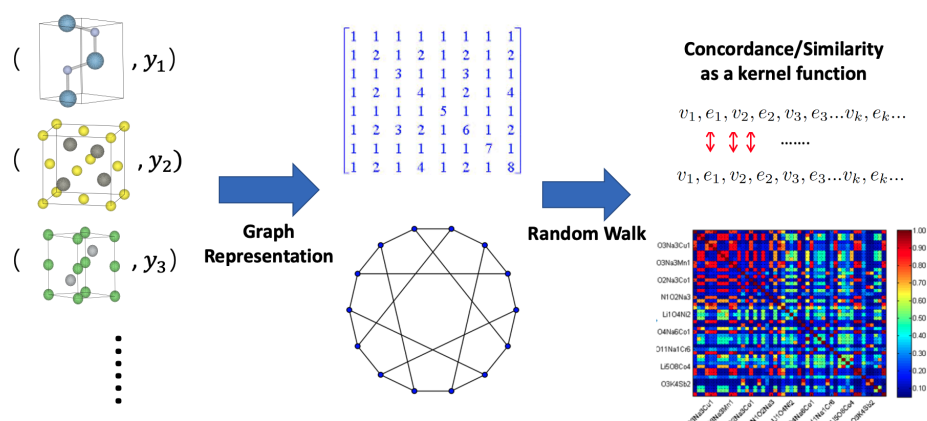 ( , y₁)
( , y₂)
( , y₃)
Graph
Representation
1 1 1 1 1 1 1 1
1 2 1 2 1 2 1 2
1 1 3 1 1 3 1 1
1 2 1 4 1 2 1 4
1 1 1 1 5 1 1 1
1 2 3 2 1 6 1 2
1 1 1 1 1 1 7 1
1 2 1 4 1 2 1 8
Random Walk
Concordance/Similarity
as a kernel function
v₁, e₁, v₂, e₂, v₃, e₃...vₖ, eₖ...
.......
v₁, e₁, v₂, e₂, v₃, e₃...vₖ, eₖ...
O3Na3Cu1
O3Na3Mn1
O2Na3Co1
N1O2Na3
Li1O4Ni2
O4Na6Co1
O11Na1Cr6
Li5O8Co4
O3K4Sb2
1.00
0.90
0.80
0.70
0.60
0.50
0.40
0.30
0.20
0.10